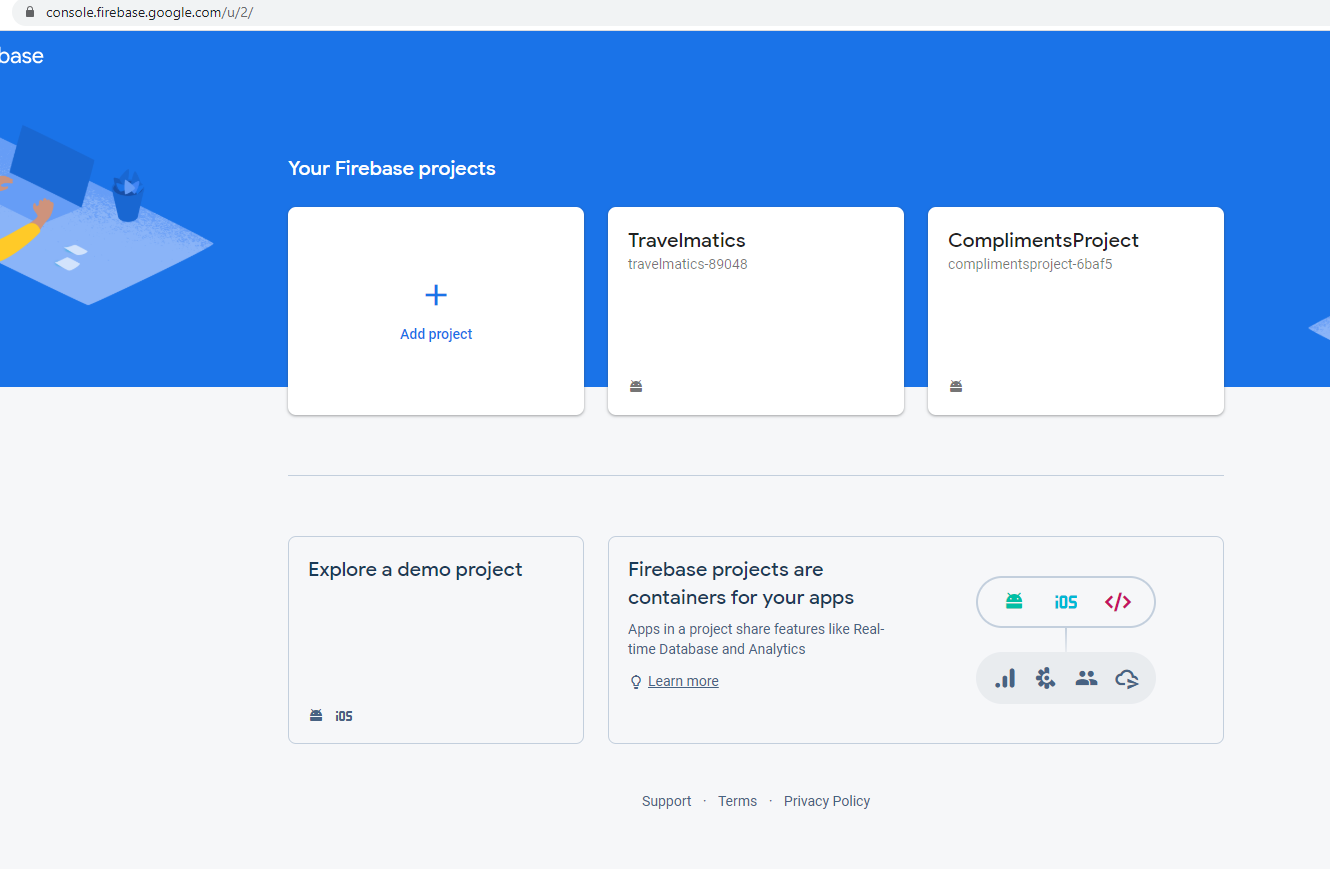 console.firebase.google.com/u/2/
base
Your Firebase projects
Add project
Travelmatics
travelmatics-89048
ComplimentsProject
complimentsproject-6baf5
Explore a demo project
iOS
Firebase projects are
containers for your apps
Apps in a project share features like Real-
time Database and Analytics
Learn more
iOS </>
Support · Terms · Privacy Policy